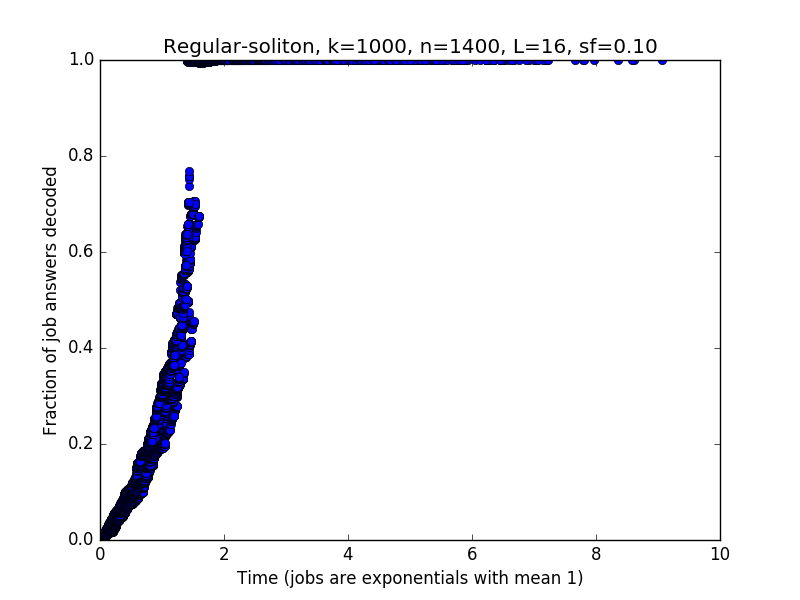 Regular-soliton, k=1000, n=1400, L=16, sf=0.10
1.0
0.8
0.6
0.4
0.2
0.0
Fraction of job answers decoded
0 2 4 6 8 10
Time (jobs are exponentials with mean 1)